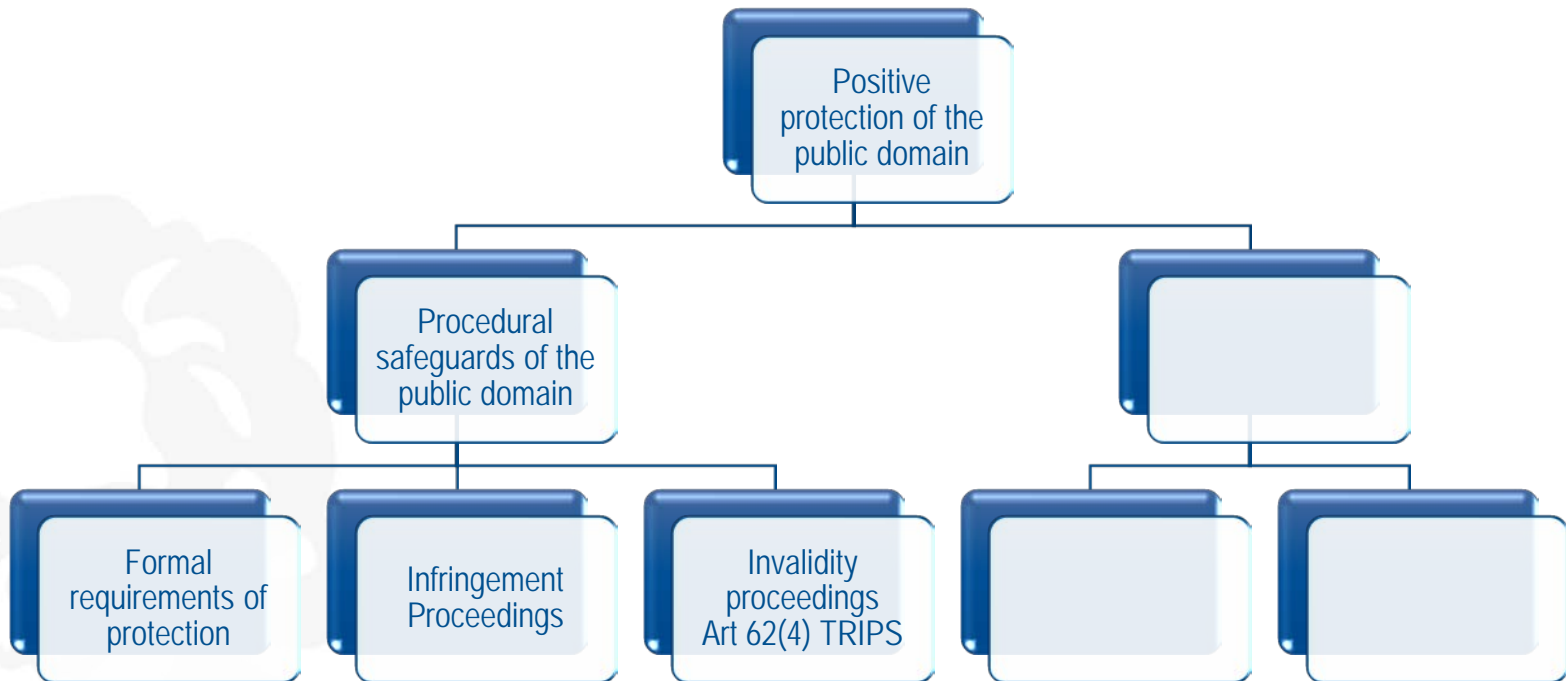 Positive
protection of the
public domain
Procedural
safeguards of the
public domain
Formal
requirements of
protection
Infringement
Proceedings
Invalidity
proceedings
Art 62(4) TRIPS